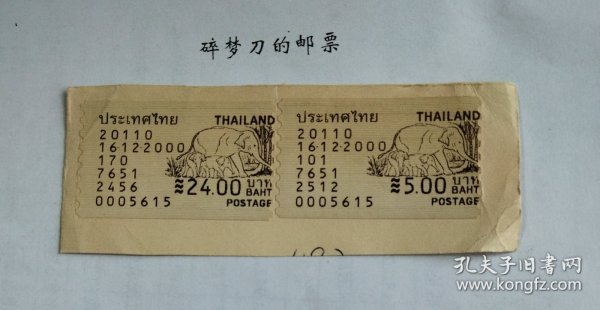 碎梦刀的邮票
ประเทศไทย THAILAND
20110
16-12-2000
170
7651
2456
0005615
≋24.00 บาท
BAHT
POSTAGE
ประเทศไทย THAILAND
20110
16-12-2000
101
7651
2512
0005615
≋5.00 บาท
BAHT
POSTAGE
孔夫子旧书网
www.kongfz.com